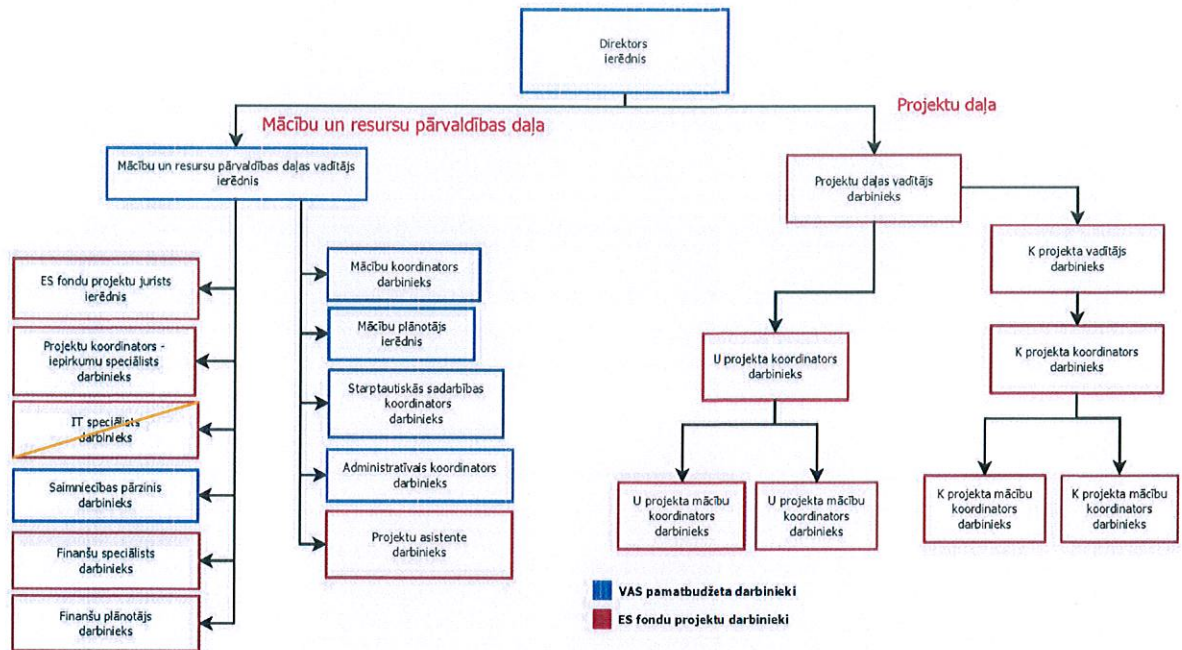 Direktors
ierēdnis
Mācību un resursu pārvaldības daļa
Projektu daļa
Mācību un resursu pārvaldības daļas vadītājs
ierēdnis
Projektu daļas vadītājs
darbinieks
ES fondu projektu jurists
ierēdnis
Projektu koordinators -
iepirkumu speciālists
darbinieks
IT speciālists
darbinieks
Saimniecības pārzinis
darbinieks
Finanšu speciālists
darbinieks
Finanšu plānotājs
darbinieks
Mācību koordinators
darbinieks
Mācību plānotājs
ierēdnis
Starptautiskās sadarbības
koordinators
darbinieks
Administratīvais koordinators
darbinieks
Projektu asistente
darbinieks
U projekta koordinators
darbinieks
U projekta mācību
koordinators
darbinieks
U projekta mācību
koordinators
darbinieks
K projekta vadītājs
darbinieks
K projekta koordinators
darbinieks
K projekta mācību
koordinators
darbinieks
K projekta mācību
koordinators
darbinieks
VAS pamatbudžeta darbinieki
ES fondu projektu darbinieki